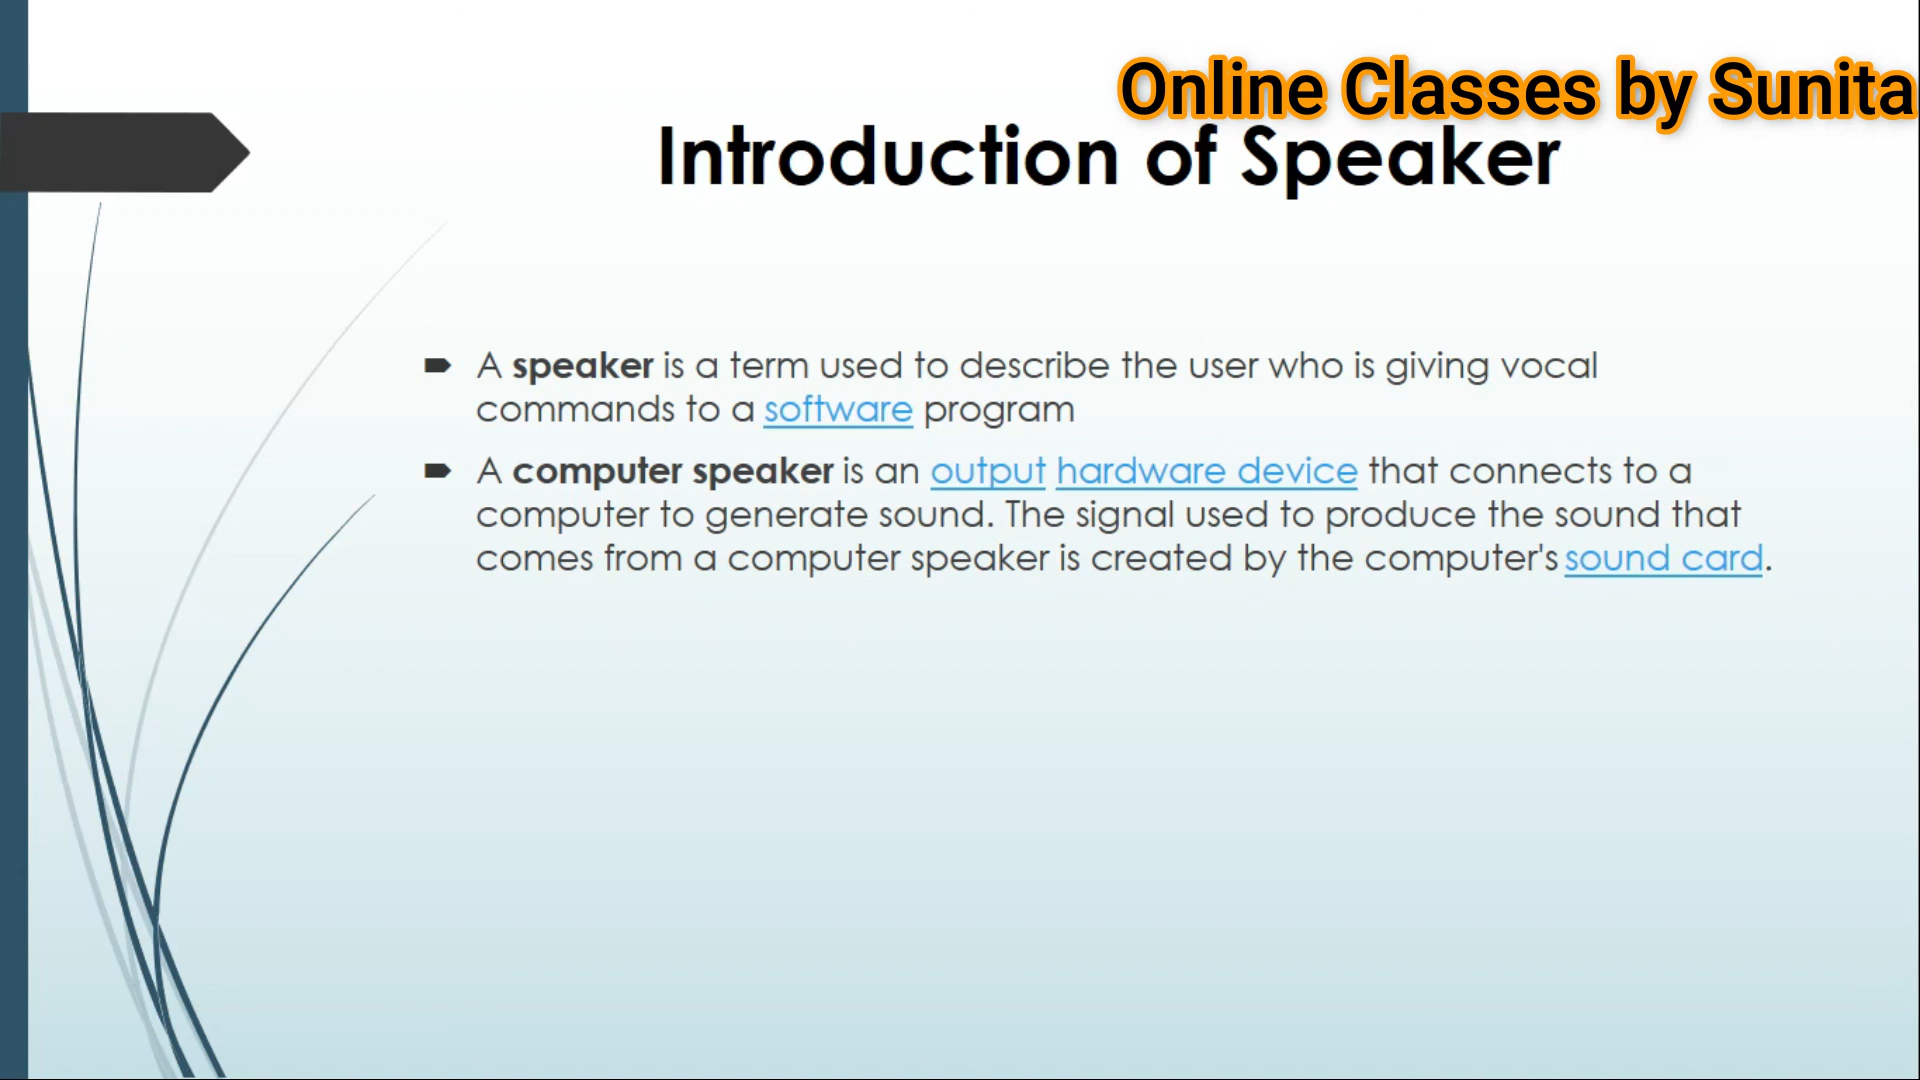 Online Classes by Sunita
Introduction of Speaker
A speaker is a term used to describe the user who is giving vocal
commands to a software program
A computer speaker is an output hardware device that connects to a
computer to generate sound. The signal used to produce the sound that
comes from a computer speaker is created by the computer's sound card.